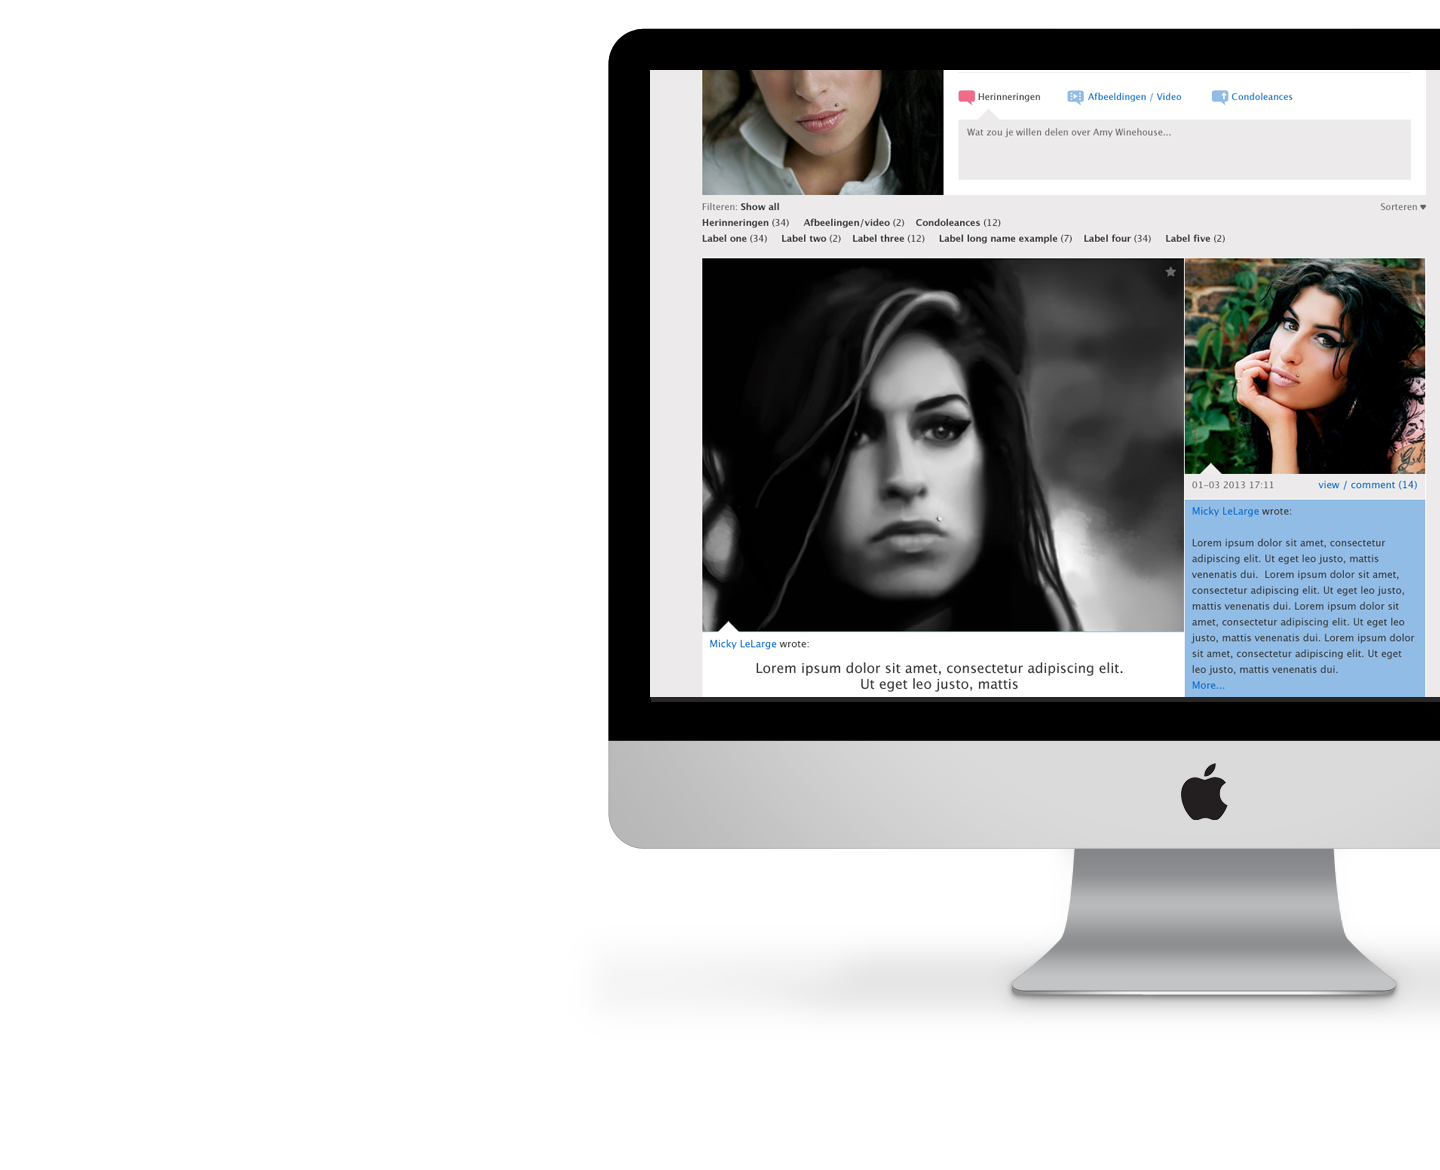 Herinneringen Afbeeldingen / Video Condoleances
Wat zou je willen delen over Amy Winehouse...
Filteren: Show all Sorteren
Herinneringen (34) Afbeelingen/video (2) Condoleances (12)
Label one (34) Label two (2) Label three (12) Label long name example (7) Label four (34) Label five (2)
01-03 2013 17:11 view / comment (14)
Micky LeLarge wrote:
Lorem ipsum dolor sit amet, consectetur
adipiscing elit. Ut eget leo justo, mattis
venenatis dui. Lorem ipsum dolor sit amet,
consectetur adipiscing elit. Ut eget leo justo,
mattis venenatis dui. Lorem ipsum dolor sit
amet, consectetur adipiscing elit. Ut eget leo
justo, mattis venenatis dui. Lorem ipsum dolor
sit amet, consectetur adipiscing elit. Ut eget
leo justo, mattis venenatis dui.
More...
Micky LeLarge wrote:
Lorem ipsum dolor sit amet, consectetur adipiscing elit.
Ut eget leo justo, mattis